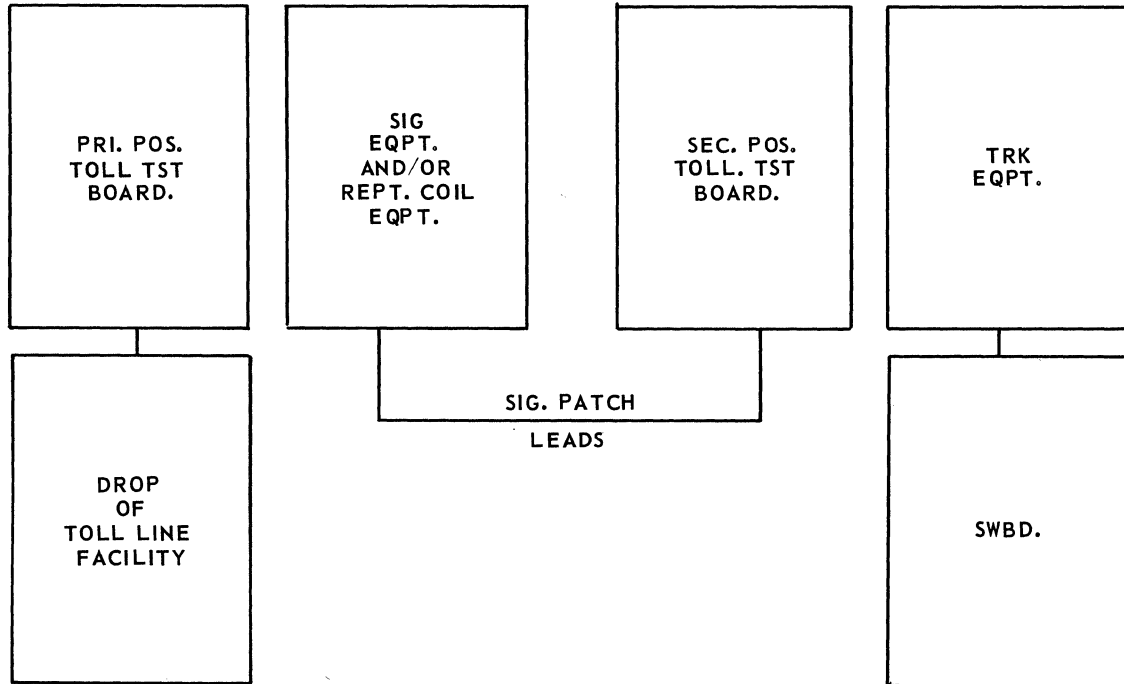 PRI. POS.
TOLL TST
BOARD.
SIG
EQPT.
AND/OR
REPT. COIL
EQPT.
SEC. POS.
TOLL. TST
BOARD.
TRK
EQPT.
SIG. PATCH
LEADS
DROP
OF
TOLL LINE
FACILITY
SWBD.